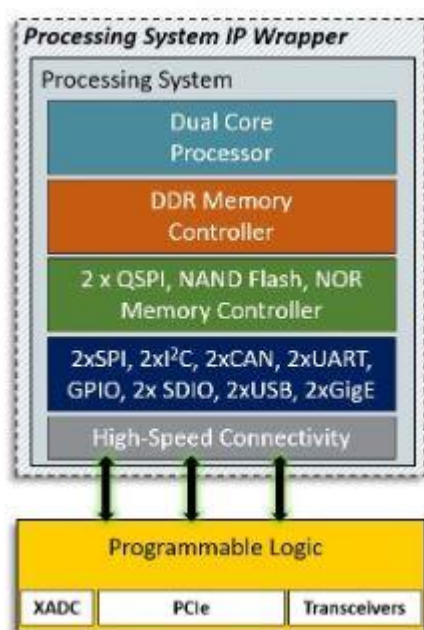 Processing System IP Wrapper
Processing System
Dual Core
Processor
DDR Memory
Controller
2 x QSPI, NAND Flash, NOR
Memory Controller
2xSPI, 2xI²C, 2xCAN, 2xUART,
GPIO, 2x SDIO, 2xUSB, 2xGigE
High-Speed Connectivity
Programmable Logic
XADC PCIe Transceivers